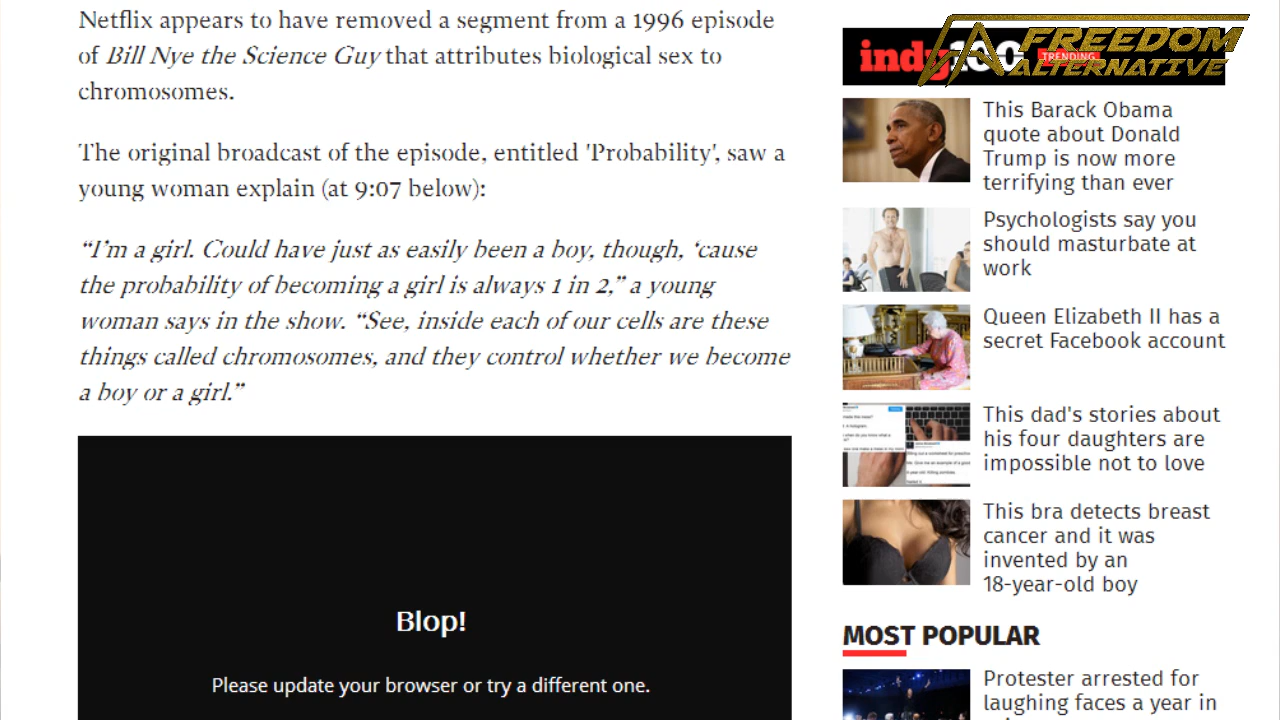 Netflix appears to have removed a segment from a 1996 episode
of Bill Nye the Science Guy that attributes biological sex to
chromosomes.
The original broadcast of the episode, entitled 'Probability', saw a
young woman explain (at 9:07 below):
“I’m a girl. Could have just as easily been a boy, though, ‘cause
the probability of becoming a girl is always 1 in 2,” a young
woman says in the show. “See, inside each of our cells are these
things called chromosomes, and they control whether we become
a boy or a girl.”
Blop!
Please update your browser or try a different one.
indy100 TRENDING
FREEDOM
ALTERNATIVE
This Barack Obama
quote about Donald
Trump is now more
terrifying than ever
Psychologists say you
should masturbate at
work
Queen Elizabeth II has a
secret Facebook account
This dad's stories about
his four daughters are
impossible not to love
This bra detects breast
cancer and it was
invented by an
18-year-old boy
MOST POPULAR
Protester arrested for
laughing faces a year in